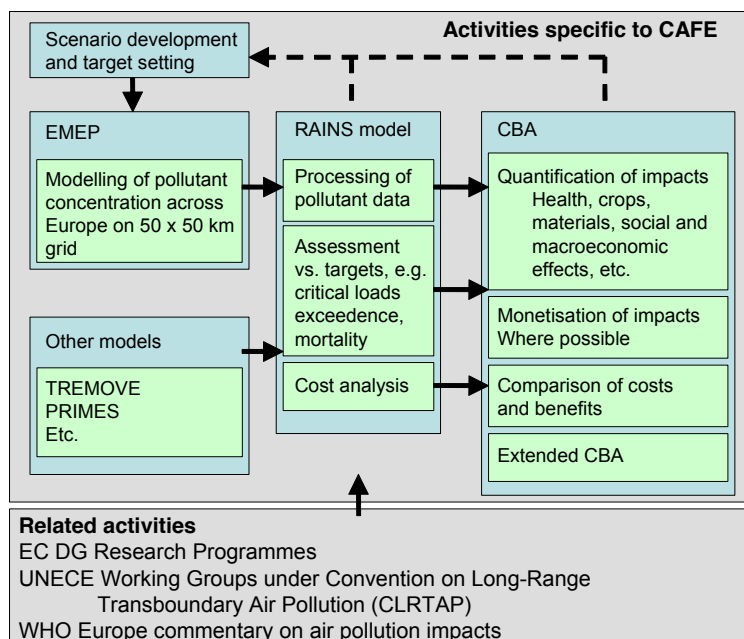 Activities specific to CAFE
Scenario development
and target setting
EMEP
Modelling of pollutant
concentration across
Europe on 50 x 50 km
grid
Other models
TREMOVE
PRIMES
Etc.
RAINS model
Processing of
pollutant data
Assessment
vs. targets, e.g.
critical loads
exceedence,
mortality
Cost analysis
CBA
Quantification of impacts
Health, crops,
materials, social and
macroeconomic
effects, etc.
Monetisation of impacts
Where possible
Comparison of costs
and benefits
Extended CBA
Related activities
EC DG Research Programmes
UNECE Working Groups under Convention on Long-Range
Transboundary Air Pollution (CLRTAP)
WHO Europe commentary on air pollution impacts